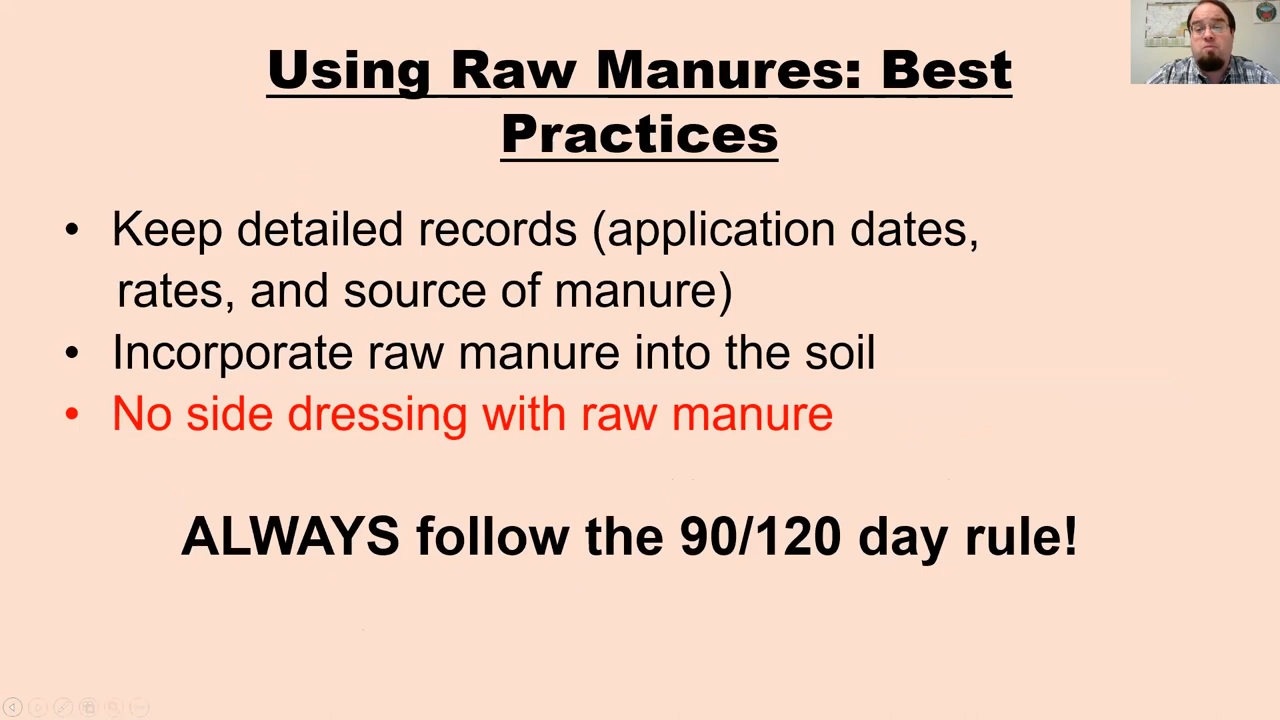 Using Raw Manures: Best
Practices
• Keep detailed records (application dates,
rates, and source of manure)
• Incorporate raw manure into the soil
• No side dressing with raw manure
ALWAYS follow the 90/120 day rule!